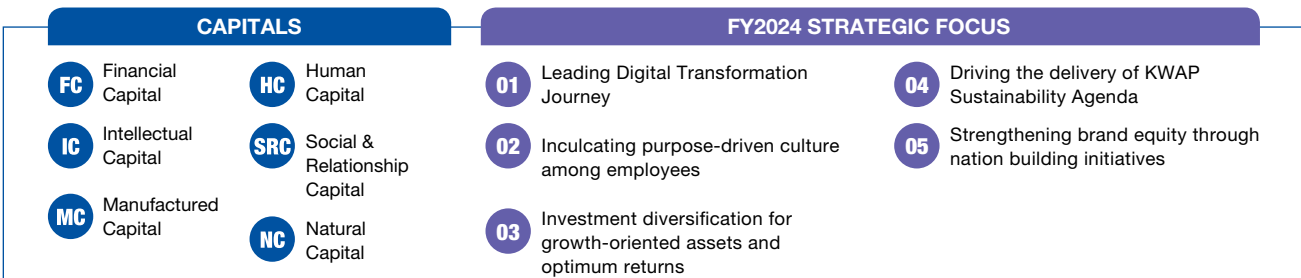 CAPITALS
FC
Financial
Capital
IC
Intellectual
Capital
MC
Manufactured
Capital
HC
Human
Capital
SRC
Social &
Relationship
Capital
NC
Natural
Capital
FY2024 STRATEGIC FOCUS
01
Leading Digital Transformation
Journey
02
Inculcating purpose-driven culture
among employees
03
Investment diversification for
growth-oriented assets and
optimum returns
04
Driving the delivery of KWAP
Sustainability Agenda
05
Strengthening brand equity through
nation building initiatives